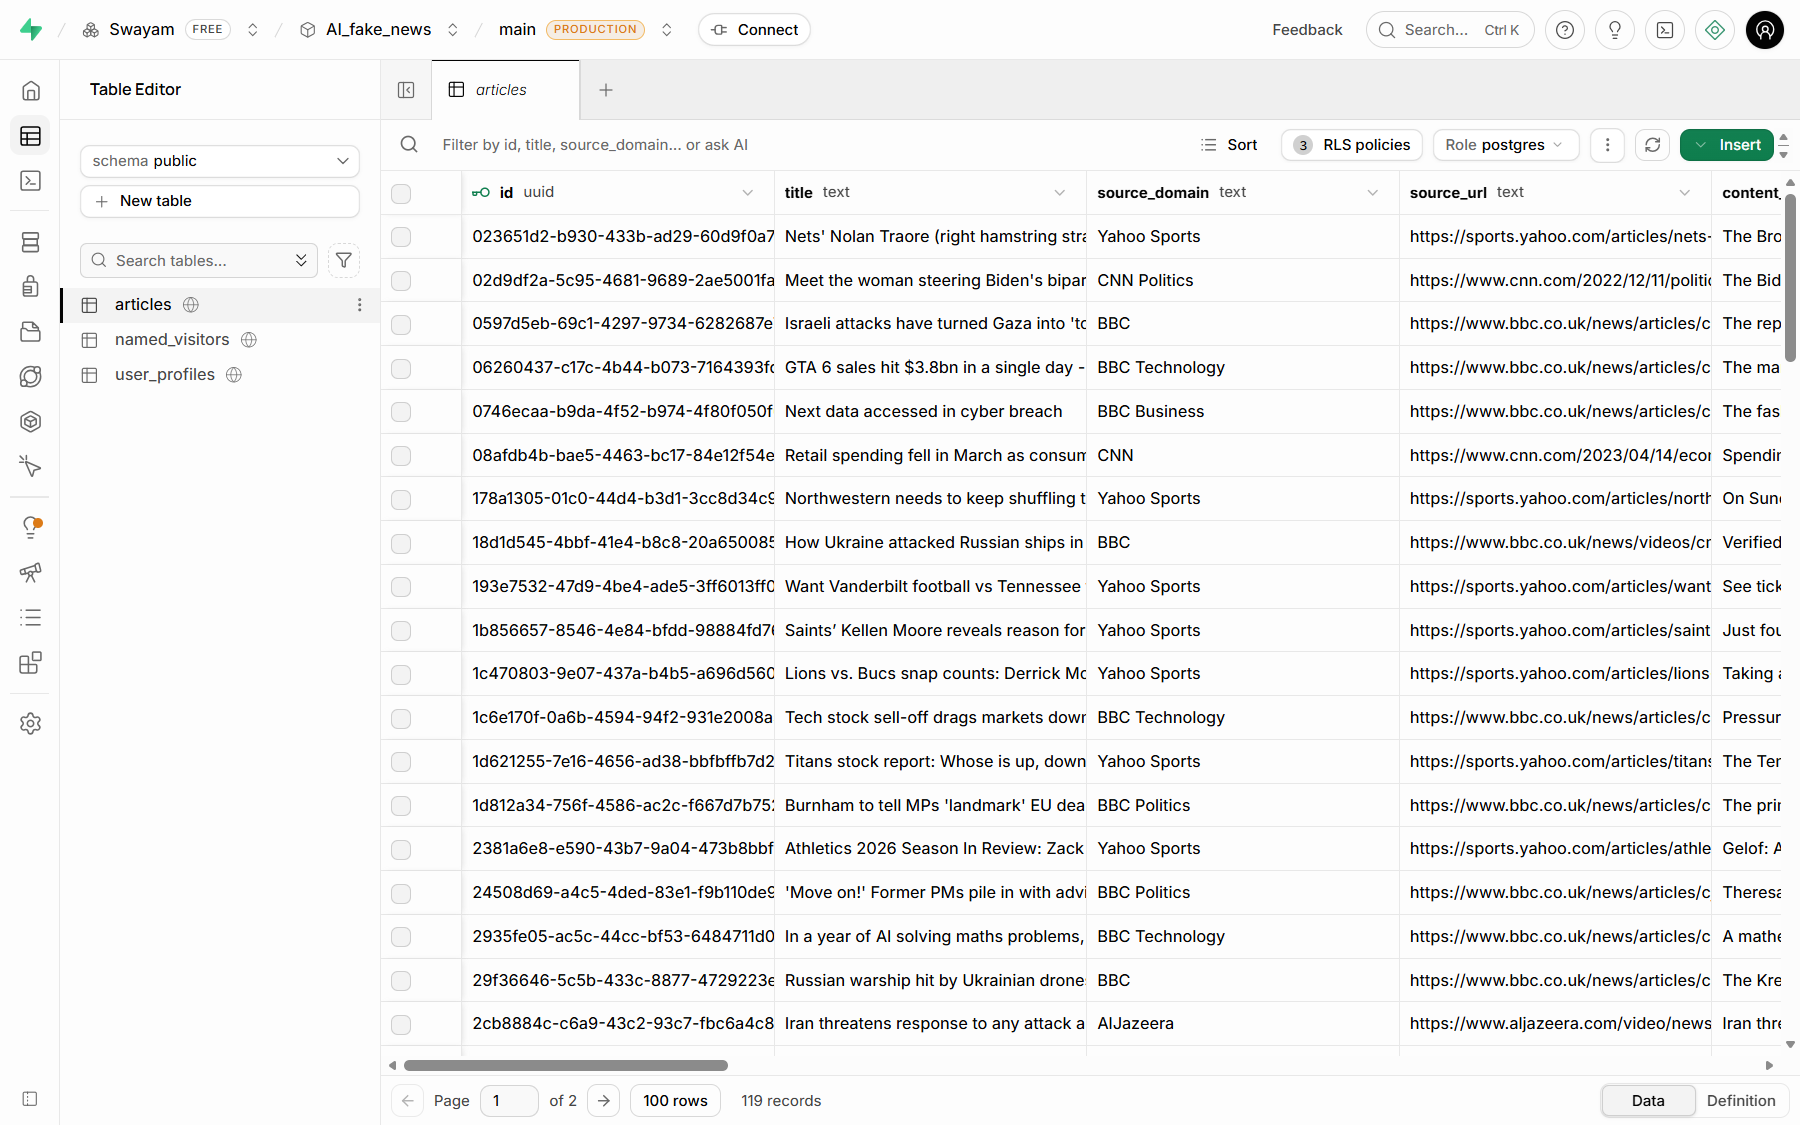 Swayam FREE AI_fake_news main PRODUCTION Connect Feedback Search... Ctrl K
Table Editor
articles
schema public
New table
Search tables...
articles
named_visitors
user_profiles
Filter by id, title, source_domain... or ask AI Sort 3 RLS policies Role postgres Insert
id uuid title text source_domain text source_url text content_
023651d2-b930-433b-ad29-60d9f0a7 Nets' Nolan Traore (right hamstring stra Yahoo Sports https://sports.yahoo.com/articles/nets- The Bro
02d9df2a-5c95-4681-9689-2ae5001fa Meet the woman steering Biden's bipar CNN Politics https://www.cnn.com/2022/12/11/politic The Bid
0597d5eb-69c1-4297-9734-6282687e Israeli attacks have turned Gaza into 'to BBC https://www.bbc.co.uk/news/articles/c The rep
06260437-c17c-4b44-b073-7164393fc GTA 6 sales hit $3.8bn in a single day - BBC Technology https://www.bbc.co.uk/news/articles/c The ma
0746ecaa-b9da-4f52-b974-4f80f050f Next data accessed in cyber breach BBC Business https://www.bbc.co.uk/news/articles/c The fas
08afdb4b-bae5-4463-bc17-84e12f54e Retail spending fell in March as consum CNN https://www.cnn.com/2023/04/14/econ Spendin
178a1305-01c0-44d4-b3d1-3cc8d34c9 Northwestern needs to keep shuffling t Yahoo Sports https://sports.yahoo.com/articles/north On Sund
18d1d545-4bbf-41e4-b8c8-20a650085 How Ukraine attacked Russian ships in BBC https://www.bbc.co.uk/news/videos/cr Verified
193e7532-47d9-4be4-ade5-3ff6013ff0 Want Vanderbilt football vs Tennessee Yahoo Sports https://sports.yahoo.com/articles/want See tick
1b856657-8546-4e84-bfdd-98884fd76 Saints’ Kellen Moore reveals reason for Yahoo Sports https://sports.yahoo.com/articles/saint Just fou
1c470803-9e07-437a-b4b5-a696d560 Lions vs. Bucs snap counts: Derrick Mo Yahoo Sports https://sports.yahoo.com/articles/lions Taking a
1c6e170f-0a6b-4594-94f2-931e2008a Tech stock sell-off drags markets down BBC Technology https://www.bbc.co.uk/news/articles/c Pressur
1d621255-7e16-4656-ad38-bbfbffb7d2 Titans stock report: Whose is up, down Yahoo Sports https://sports.yahoo.com/articles/titans The Ten
1d812a34-756f-4586-ac2c-f667d7b752 Burnham to tell MPs 'landmark' EU dea BBC Politics https://www.bbc.co.uk/news/articles/c The prin
2381a6e8-e590-43b7-9a04-473b8bbf Athletics 2026 Season In Review: Zack Yahoo Sports https://sports.yahoo.com/articles/athle Gelof: A
24508d69-a4c5-4ded-83e1-f9b110de9 'Move on!' Former PMs pile in with advi BBC Politics https://www.bbc.co.uk/news/articles/c Theresa
2935fe05-ac5c-44cc-bf53-6484711d0 In a year of AI solving maths problems, BBC Technology https://www.bbc.co.uk/news/articles/c A mathe
29f36646-5c5b-433c-8877-4729223e Russian warship hit by Ukrainian drone BBC https://www.bbc.co.uk/news/articles/c The Kre
2cb8884c-c6a9-43c2-93c7-fbc6a4c8 Iran threatens response to any attack a AlJazeera https://www.aljazeera.com/video/news Iran thre
Page 1 of 2 100 rows 119 records Data Definition